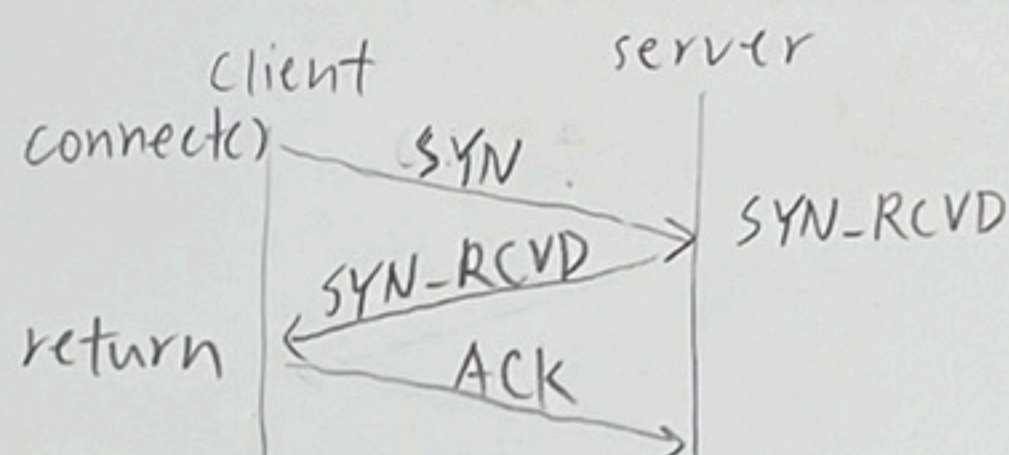 client
server
connect()
SYN
SYN_RCVD
SYN_RCVD
return
ACK